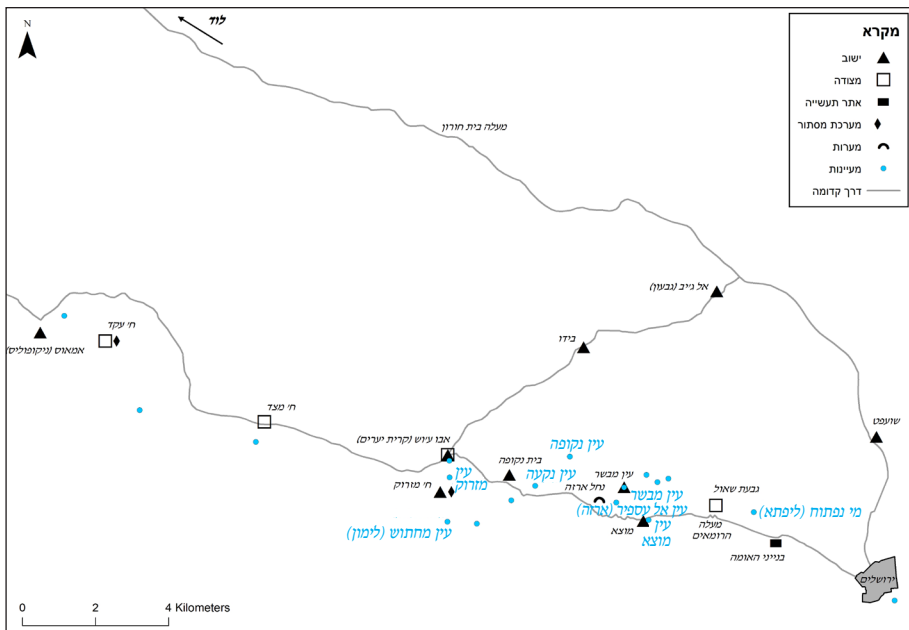 לוד
N
מקרא
ישוב
מצודה
אתר תעשייה
מערכת מסתור
מערות
מעיינות
דרך קדומה
מעלה בית חורון
אל ג'יב (גבעון)
בידו
ח' עקד
אמאוס (ניקופוליס)
ח' מצד
שועפט
אבו ע'וש (קרית יערים)
עין נקופה
בית נקופה
עין
מזרוק
ח' מזרוק
עין נקעה
עין מבשר
נחל ארזה
עין מבשר
גבעת שאול
עין אל עספיר (ארזה)
מי נפתוח (ליפתא)
עין מחתוש (לימון)
מוצא
עין
מוצא
מעלה
הרומאים
בנייני האומה
ירושלים
0 2 4 Kilometers